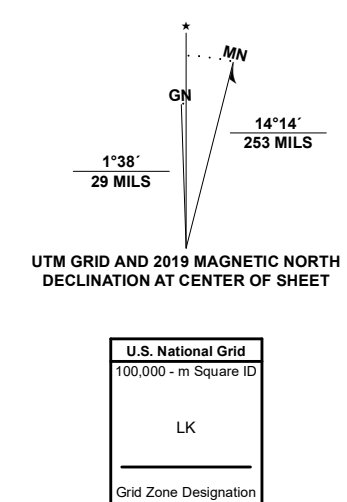 ★
MN
GN
14°14´
253 MILS
1°38´
29 MILS
UTM GRID AND 2019 MAGNETIC NORTH
DECLINATION AT CENTER OF SHEET
U.S. National Grid
100,000 - m Square ID
LK
Grid Zone Designation